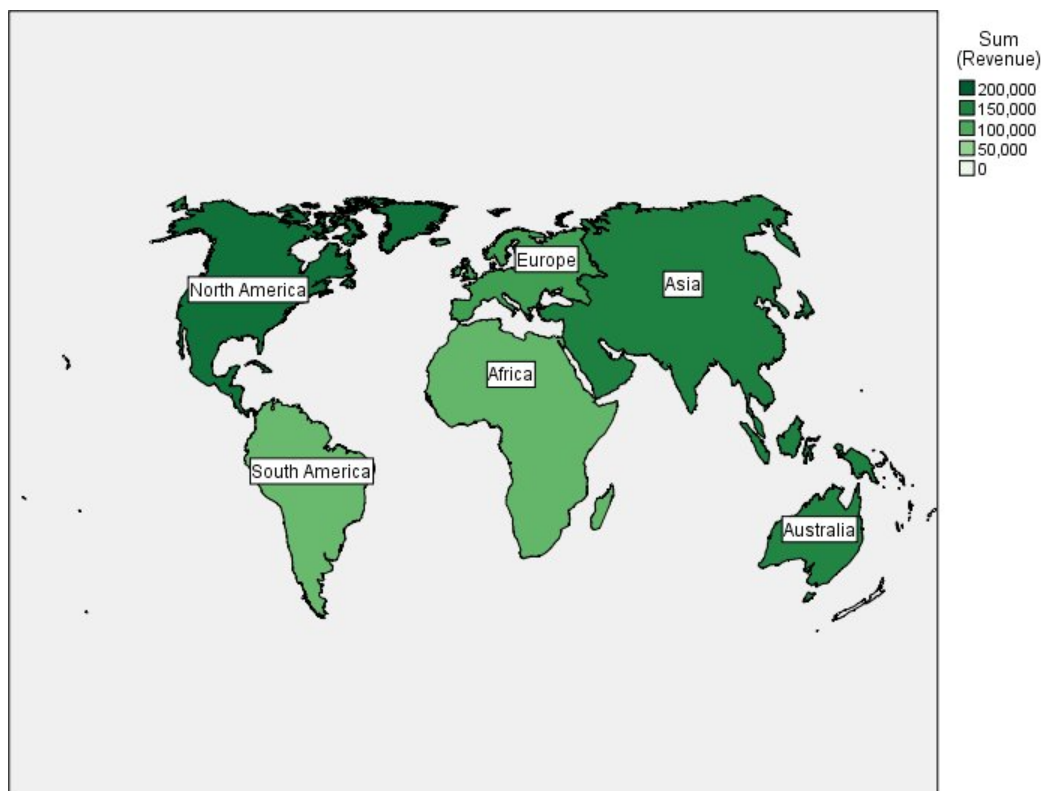 Sum
(Revenue)
200,000
150,000
100,000
50,000
0
Europe
North America
Asia
Africa
South America
Australia